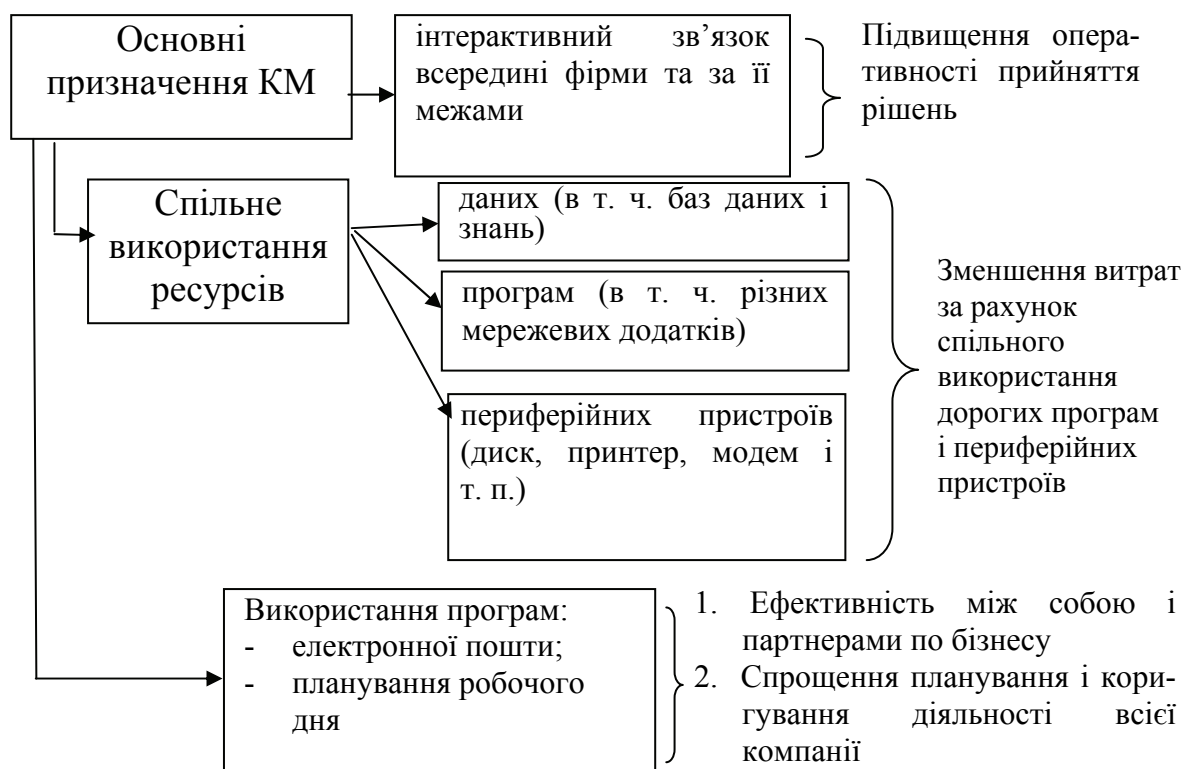 Основні
призначення КМ
інтерактивний зв’язок
всередині фірми та за її
межами
Підвищення опера-
тивності прийняття
рішень
Спільне
використання
ресурсів
даних (в т. ч. баз даних і
знань)
програм (в т. ч. різних
мережевих додатків)
периферійних пристроїв
(диск, принтер, модем і
т. п.)
Зменшення витрат
за рахунок
спільного
використання
дорогих програм
і периферійних
пристроїв
Використання програм:
- електронної пошти;
- планування робочого
дня
1. Ефективність між собою і
партнерами по бізнесу
2. Спрощення планування і кори-
гування діяльності всієї
компанії